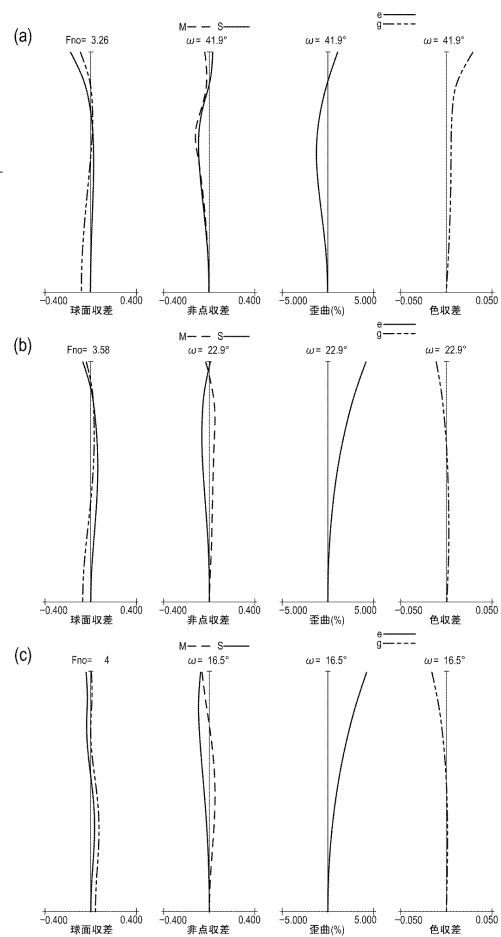 (a)
M S e g
Fno= 3.26 ω= 41.9° ω= 41.9° ω= 41.9°
-0.400 0.400 -0.400 0.400 -5.000 5.000 -0.050 0.050
球面収差 非点収差 歪曲(%) 色収差
(b)
M S e g
Fno= 3.58 ω= 22.9° ω= 22.9° ω= 22.9°
-0.400 0.400 -0.400 0.400 -5.000 5.000 -0.050 0.050
球面収差 非点収差 歪曲(%) 色収差
(c)
M S e g
Fno= 4 ω= 16.5° ω= 16.5° ω= 16.5°
-0.400 0.400 -0.400 0.400 -5.000 5.000 -0.050 0.050
球面収差 非点収差 歪曲(%) 色収差